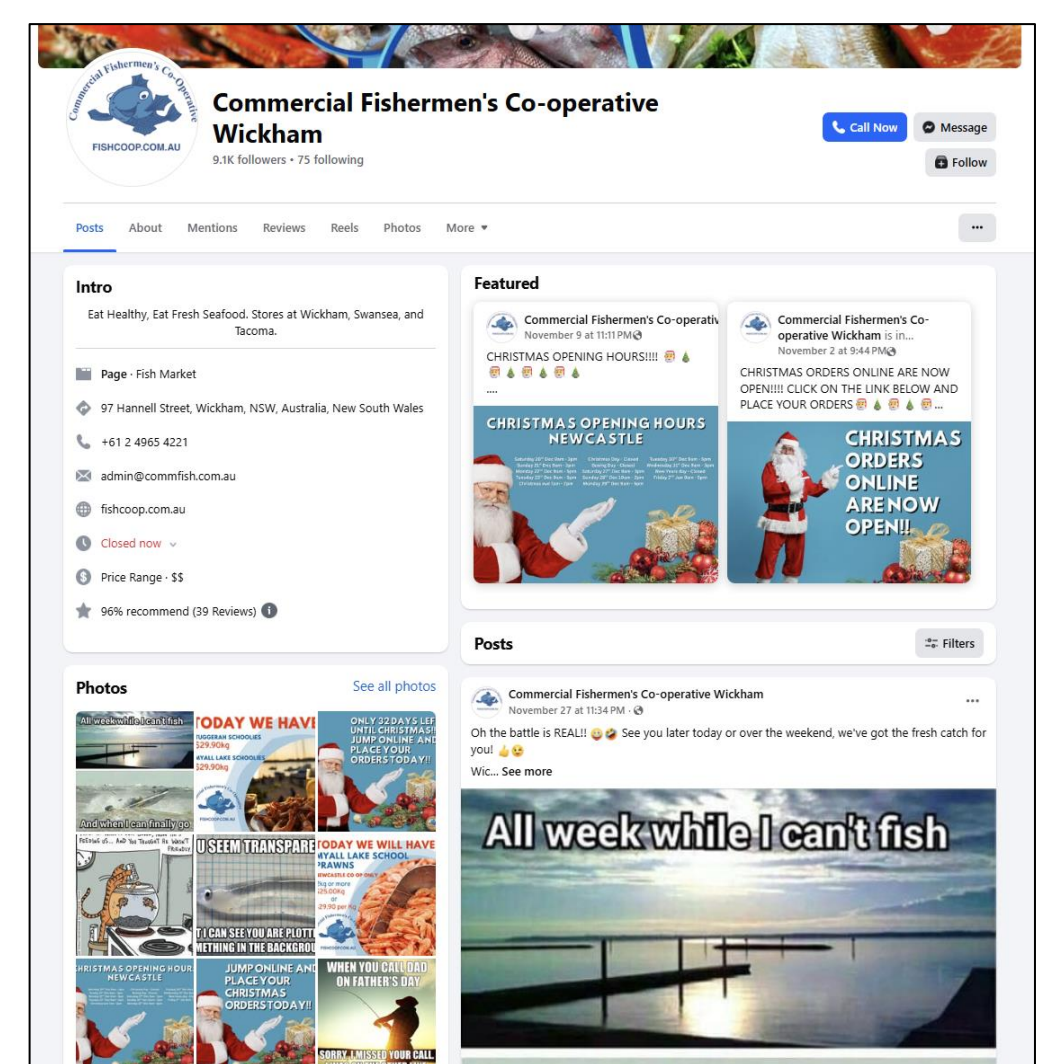 Commercial Fishermen's Co-Operative
FISHCOOP.COM.AU
Commercial Fishermen's Co-operative
Wickham
9.1K followers • 75 following
Call Now
Message
Follow
Posts
About
Mentions
Reviews
Reels
Photos
More
Intro
Eat Healthy, Eat Fresh Seafood. Stores at Wickham, Swansea, and
Tacoma.
Page · Fish Market
97 Hannell Street, Wickham, NSW, Australia, New South Wales
+61 2 4965 4221
admin@commfish.com.au
fishcoop.com.au
Closed now
Price Range · $$
96% recommend (39 Reviews)
Photos
See all photos
All week while I can't fish
And when I can finally go
TODAY WE HAVE
TUGGERAH SCHOOLIES
$29.90kg
MYALL LAKE SCHOOLIES
$29.90kg
ONLY 32 DAYS LEF
UNTIL CHRISTMAS!!
JUMP ONLINE AND
PLACE YOUR
ORDERS TODAY!!
U SEEM TRANSPARE
T I CAN SEE YOU ARE PLOTT
METHING IN THE BACKGROU
TODAY WE WILL HAVE
MYALL LAKE SCHOOL
PRAWNS
NEWCASTLE CO OP ONLY
or
CHRISTMAS OPENING HOUR
NEWCASTLE
JUMP ONLINE AND
PLACE YOUR
CHRISTMAS
ORDERS TODAY!!
WHEN YOU CALL DAD
ON FATHER'S DAY
SORRY, I MISSED YOUR CALL
Featured
Commercial Fishermen's Co-operativ
November 9 at 11:11 PM
CHRISTMAS OPENING HOURS!!!! 🎅 🎄
🎅 🎄 🎅 🎄 🎅 🎄
....
CHRISTMAS OPENING HOURS
NEWCASTLE
Commercial Fishermen's Co-
operative Wickham is in...
November 2 at 9:44 PM
CHRISTMAS ORDERS ONLINE ARE NOW
OPEN!!!! CLICK ON THE LINK BELOW AND
PLACE YOUR ORDERS 🎅 🎄 🎅 🎄 🎅 ...
CHRISTMAS
ORDERS
ONLINE
ARE NOW
OPEN!!
Posts
Filters
Commercial Fishermen's Co-operative Wickham
November 27 at 11:34 PM ·
Oh the battle is REAL!! 😅🤣 See you later today or over the weekend, we've got the fresh catch for
you! 👍😉
Wic... See more
All week while I can't fish